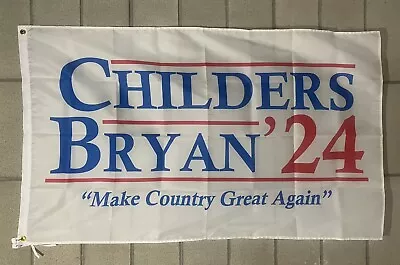 CHILDERS
BRYAN '24
"Make Country Great Again"